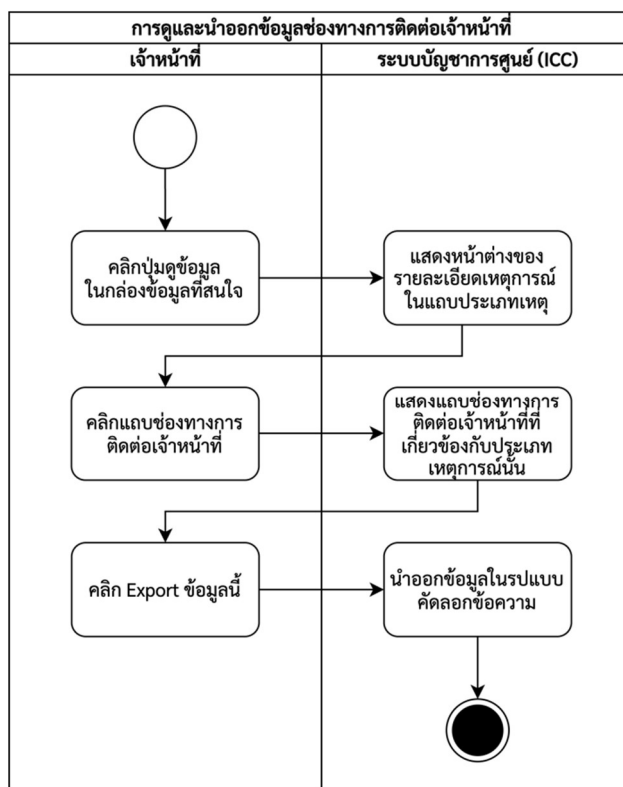 การดูและนำออกข้อมูลช่องทางการติดต่อเจ้าหน้าที่
เจ้าหน้าที่
ระบบบัญชาการศูนย์ (ICC)
คลิกปุ่มดูข้อมูล
ในกล่องข้อมูลที่สนใจ
แสดงหน้าต่างของ
รายละเอียดเหตุการณ์
ในแถบประเภทเหตุ
คลิกแถบช่องทางการ
ติดต่อเจ้าหน้าที่
แสดงแถบช่องทางการ
ติดต่อเจ้าหน้าที่ที่
เกี่ยวข้องกับประเภท
เหตุการณ์นั้น
คลิก Export ข้อมูลนี้
นำออกข้อมูลในรูปแบบ
คัดลอกข้อความ